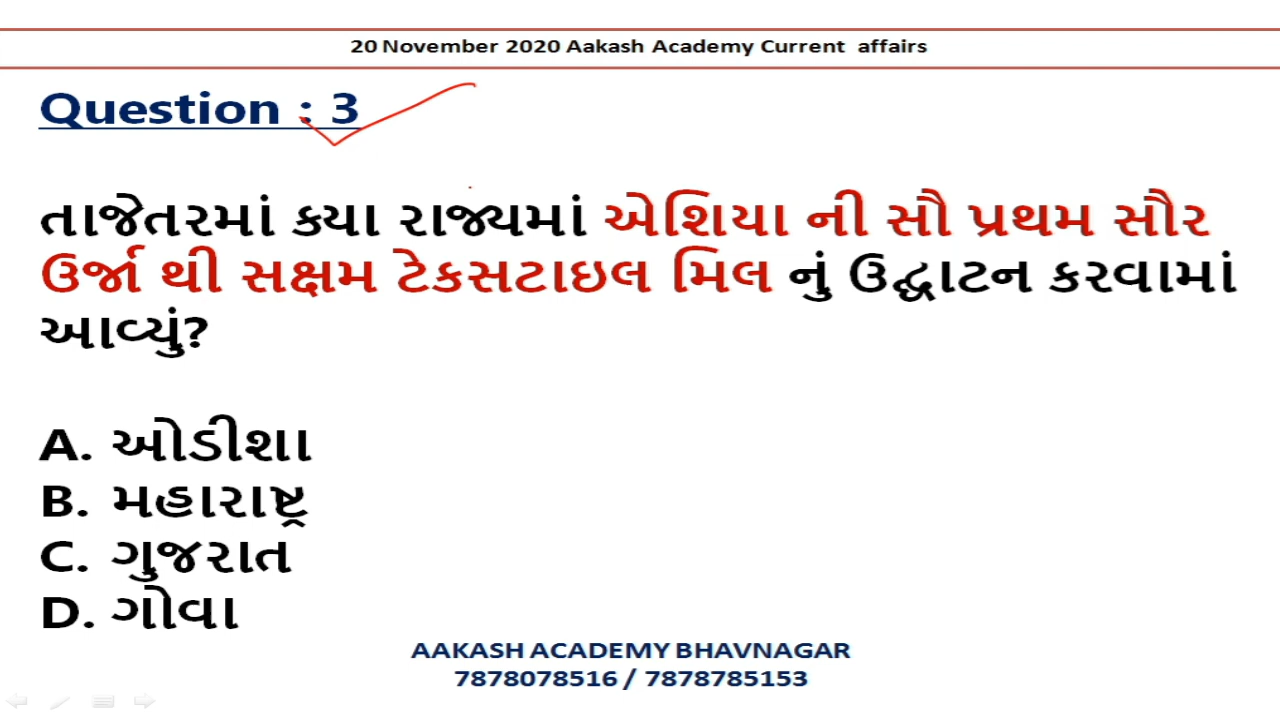 20 November 2020 Aakash Academy Current affairs
Question : 3
તાજેતરમાં ક્યા રાજ્યમાં એશિયા ની સૌ પ્રથમ સૌર
ઉર્જા થી સક્ષમ ટેકસટાઇલ મિલ નું ઉદ્ઘાટન કરવામાં
આવ્યું?
A. ઓડીશા
B. મહારાષ્ટ્ર
C. ગુજરાત
D. ગોવા
AAKASH ACADEMY BHAVNAGAR
7878078516 / 7878785153